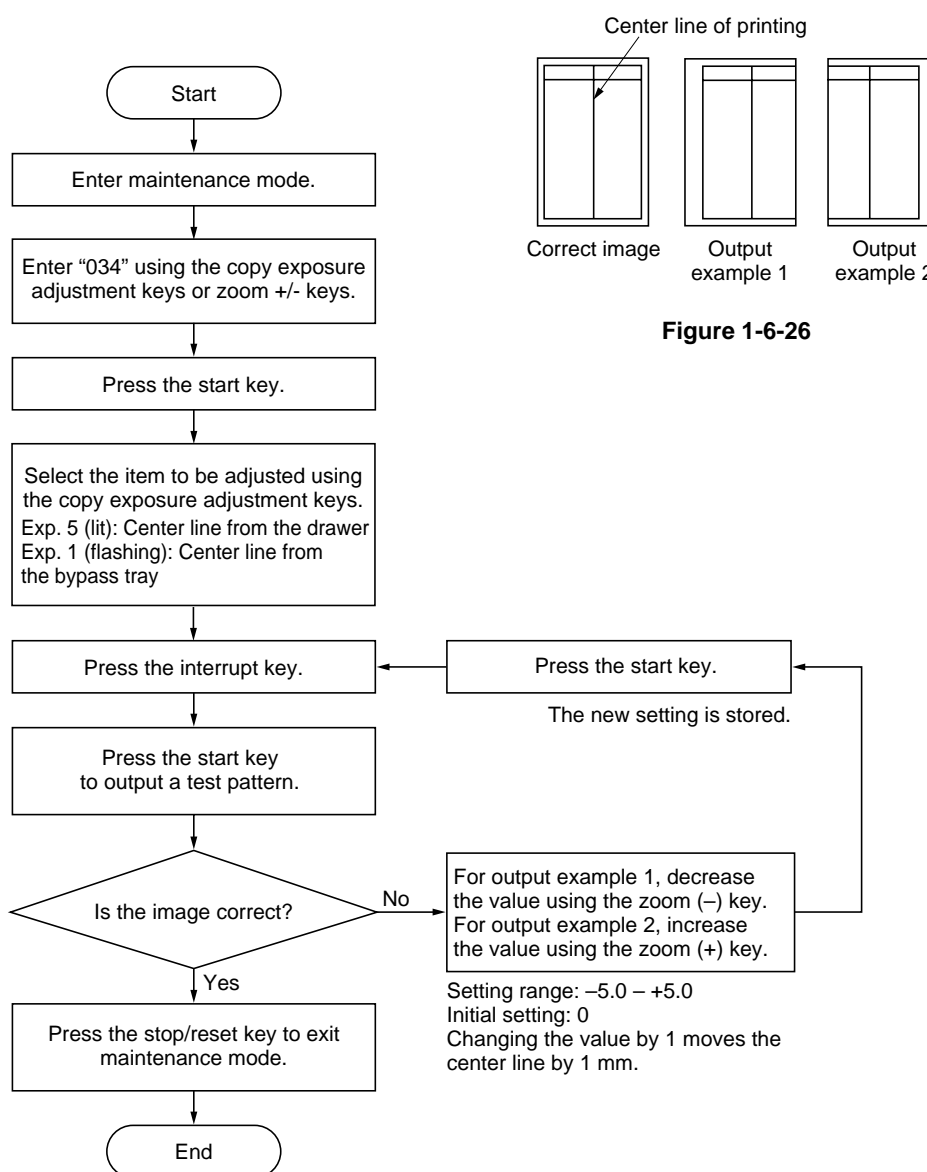 Start
Enter maintenance mode.
Enter “034” using the copy exposure
adjustment keys or zoom +/- keys.
Press the start key.
Select the item to be adjusted using
the copy exposure adjustment keys.
Exp. 5 (lit): Center line from the drawer
Exp. 1 (flashing): Center line from
the bypass tray
Press the interrupt key.
Press the start key
to output a test pattern.
Is the image correct?
No
Yes
Press the stop/reset key to exit
maintenance mode.
End
Press the start key.
The new setting is stored.
For output example 1, decrease
the value using the zoom (–) key.
For output example 2, increase
the value using the zoom (+) key.
Setting range: –5.0 – +5.0
Initial setting: 0
Changing the value by 1 moves the
center line by 1 mm.
Center line of printing
Correct image
Output
example 1
Output
example 2
Figure 1-6-26